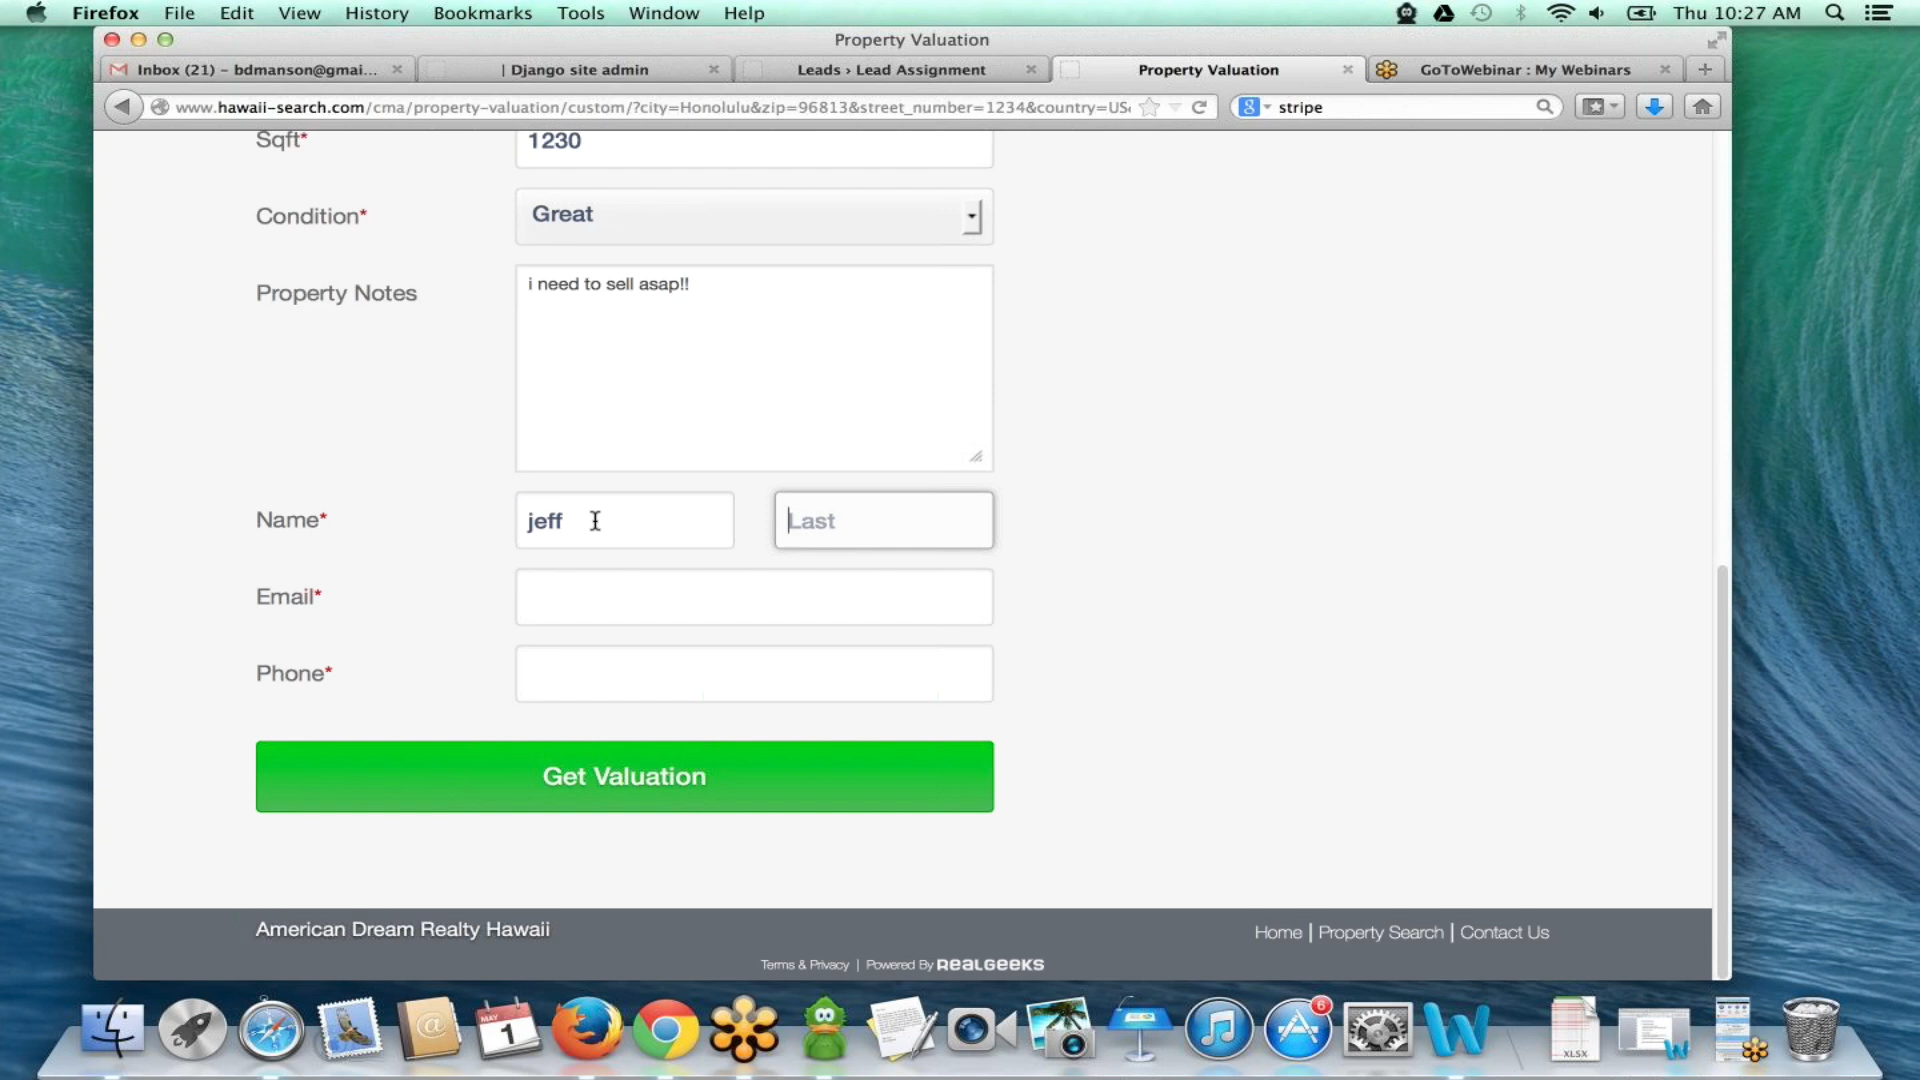 Firefox File Edit View History Bookmarks Tools Window Help Thu 10:27 AM
Property Valuation
Inbox (21) - bdmanson@gmai... | Django site admin Leads › Lead Assignment Property Valuation GoToWebinar : My Webinars
www.hawaii-search.com/cma/property-valuation/custom/?city=Honolulu&zip=96813&street_number=1234&country=US& stripe
Sqft* 1230
Condition* Great
Property Notes i need to sell asap!!
Name* jeff Last
Email*
Phone*
Get Valuation
American Dream Realty Hawaii Home | Property Search | Contact Us
Terms & Privacy | Powered By REALGEEKS
MAY
1
6
XLSX